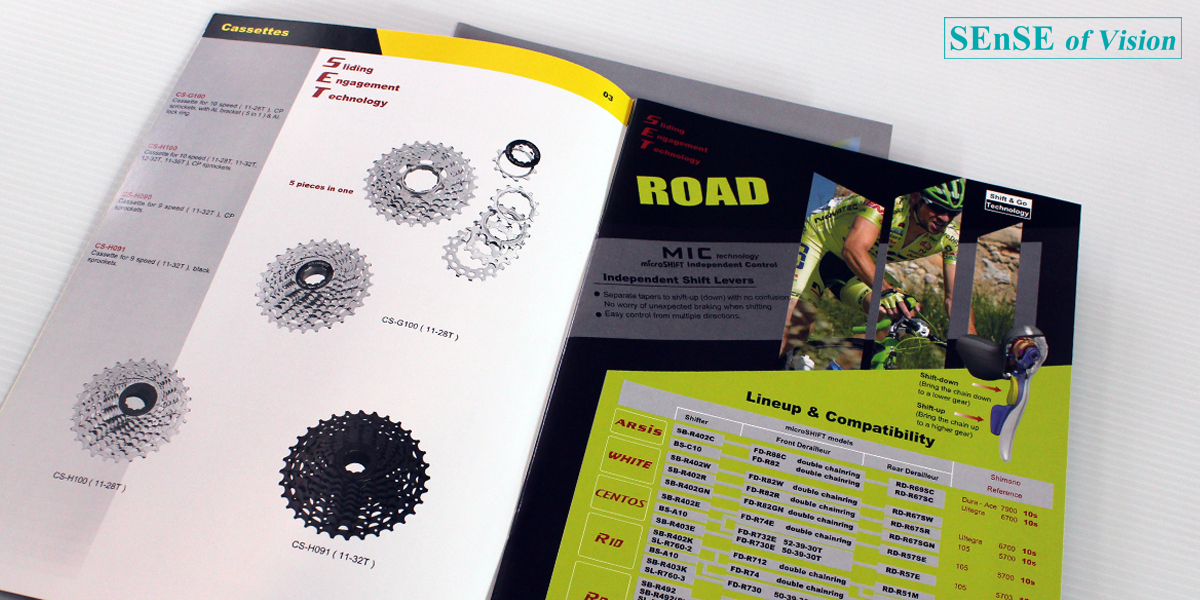 SEnSE of Vision
Cassettes
03
Sliding
Engagement
Technology
CS-G100
Cassette for 10 speed ( 11-28T ), CP
sprockets, with AL bracket ( 5 in 1 ) & AL
lock ring.
CS-H100
Cassette for 10 speed ( 11-28T, 11-32T,
12-32T, 11-36T ), CP sprockets.
Cassette for 9 speed ( 11-32T ), CP
sprockets.
CS-H091
Cassette for 9 speed ( 11-32T ), black
sprockets.
5 pieces in one
CS-G100 ( 11-28T )
CS-H100 ( 11-28T )
CS-H091 ( 11-32T )
Sliding
Engagement
Technology
ROAD
MIC technology
microSHIFT Independent Control
Independent Shift Levers
Separate tapers to shift-up (down) with no confusion
No worry of unexpected braking when shifting.
Easy control from multiple directions.
Shift & Go
Technology
Shift-down
(Bring the chain down
to a lower gear)
Shift-up
(Bring the chain up
to a higher gear)
Lineup & Compatibility
microSHIFT models
Shifter
Front Derailleur
Rear Derailleur
Shimano
Reference
ARSIS
WHITE
CENTOS
R10
SB-R402C
BS-C10
SB-R402W
SB-R402R
SB-R402GN
SB-R402E
BS-A10
SB-R403E
SB-R402K
SL-R760-2
BS-A10
SB-R403K
SL-R760-3
SB-R492
FD-R88C double chainring
FD-R82 double chainring
FD-R82W double chainring
FD-R82R double chainring
FD-R82GN double chainring
FD-R74E double chainring
FD-R732E 52-39-30T
FD-R730E 50-39-30T
FD-R712 double chainring
FD-R74 double chainring
FD-R730
RD-R69SC
RD-R67SC
RD-R67SW
RD-R67SR
RD-R67SGN
RD-R57SE
RD-R57E
RD-R51M
Dura - Ace 7900 10s
Ultegra 6700 10s
Ultegra 6700 10s
105 5700 10s
105 5700 10s
105 5703 10s